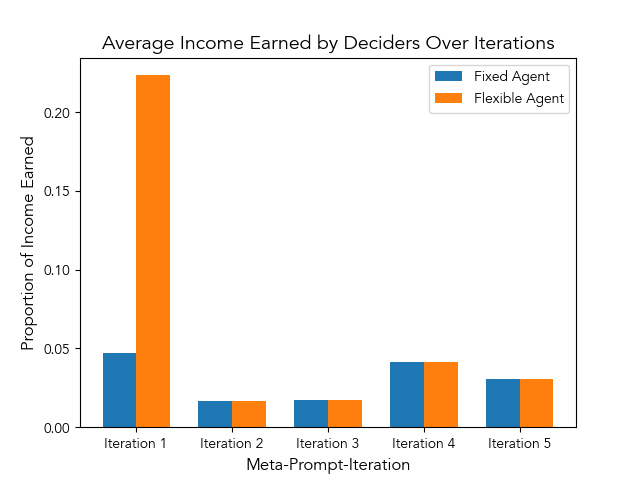 Average Income Earned by Deciders Over Iterations
Fixed Agent
Flexible Agent
Proportion of Income Earned
0.20
0.15
0.10
0.05
0.00
Iteration 1 Iteration 2 Iteration 3 Iteration 4 Iteration 5
Meta-Prompt-Iteration